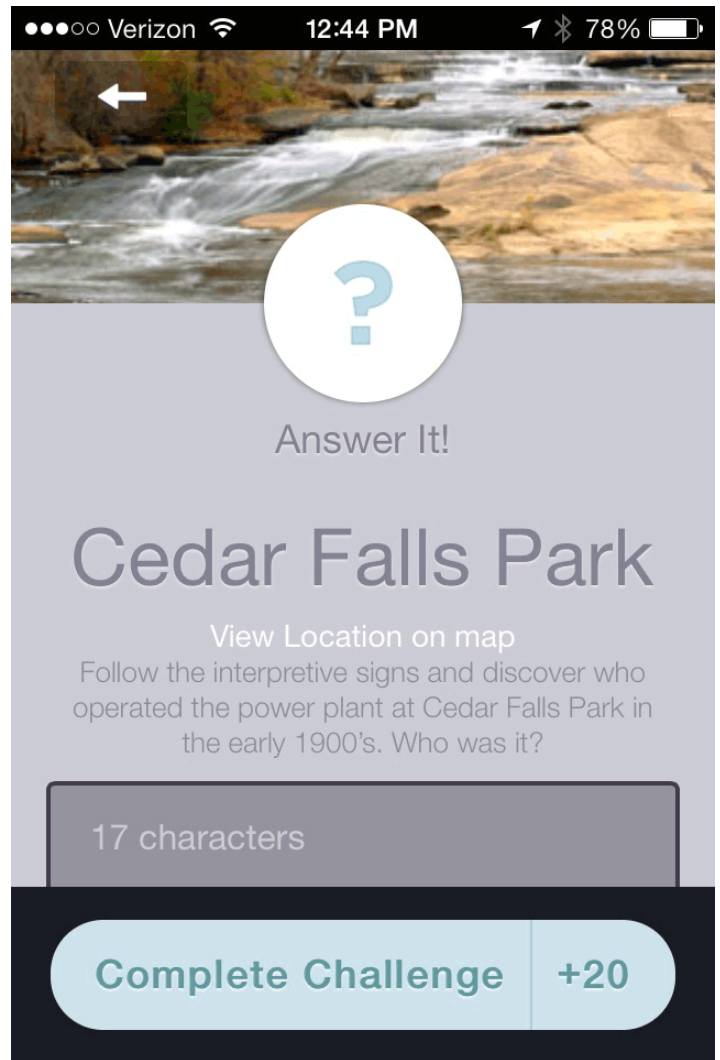 Verizon 12:44 PM 78%
?
Answer It!
Cedar Falls Park
View Location on map
Follow the interpretive signs and discover who
operated the power plant at Cedar Falls Park in
the early 1900's. Who was it?
17 characters
Complete Challenge +20